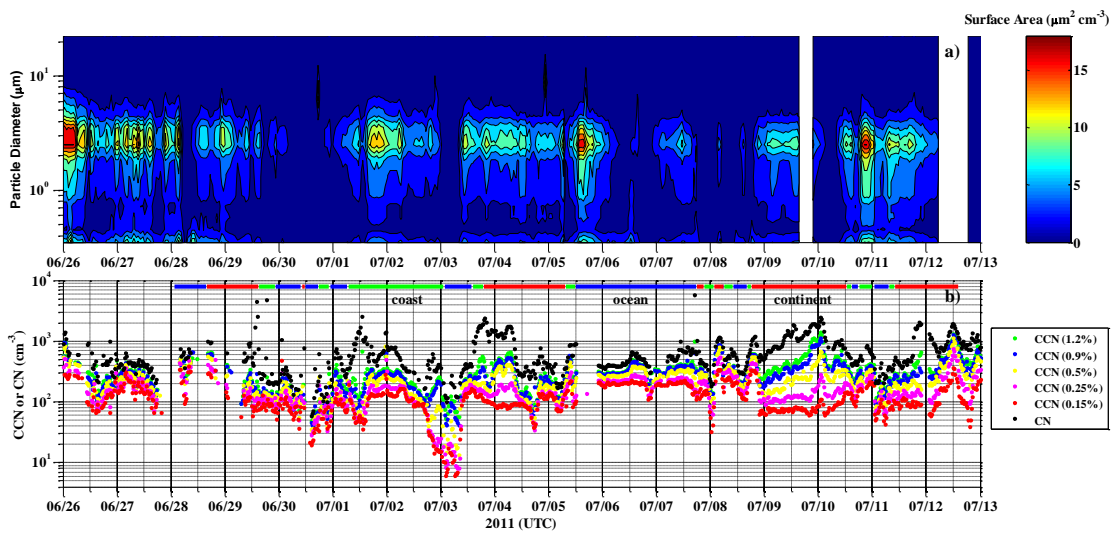 Surface Area (μm² cm⁻³)
a)
Particle Diameter (μm)
10¹
10⁰
15
10
5
0
06/26 06/27 06/28 06/29 06/30 07/01 07/02 07/03 07/04 07/05 07/06 07/07 07/08 07/09 07/10 07/11 07/12 07/13
b)
coast ocean continent
CCN or CN (cm⁻³)
10⁴
10³
10²
10¹
CCN (1.2%)
CCN (0.9%)
CCN (0.5%)
CCN (0.25%)
CCN (0.15%)
CN
06/26 06/27 06/28 06/29 06/30 07/01 07/02 07/03 07/04 07/05 07/06 07/07 07/08 07/09 07/10 07/11 07/12 07/13
2011 (UTC)